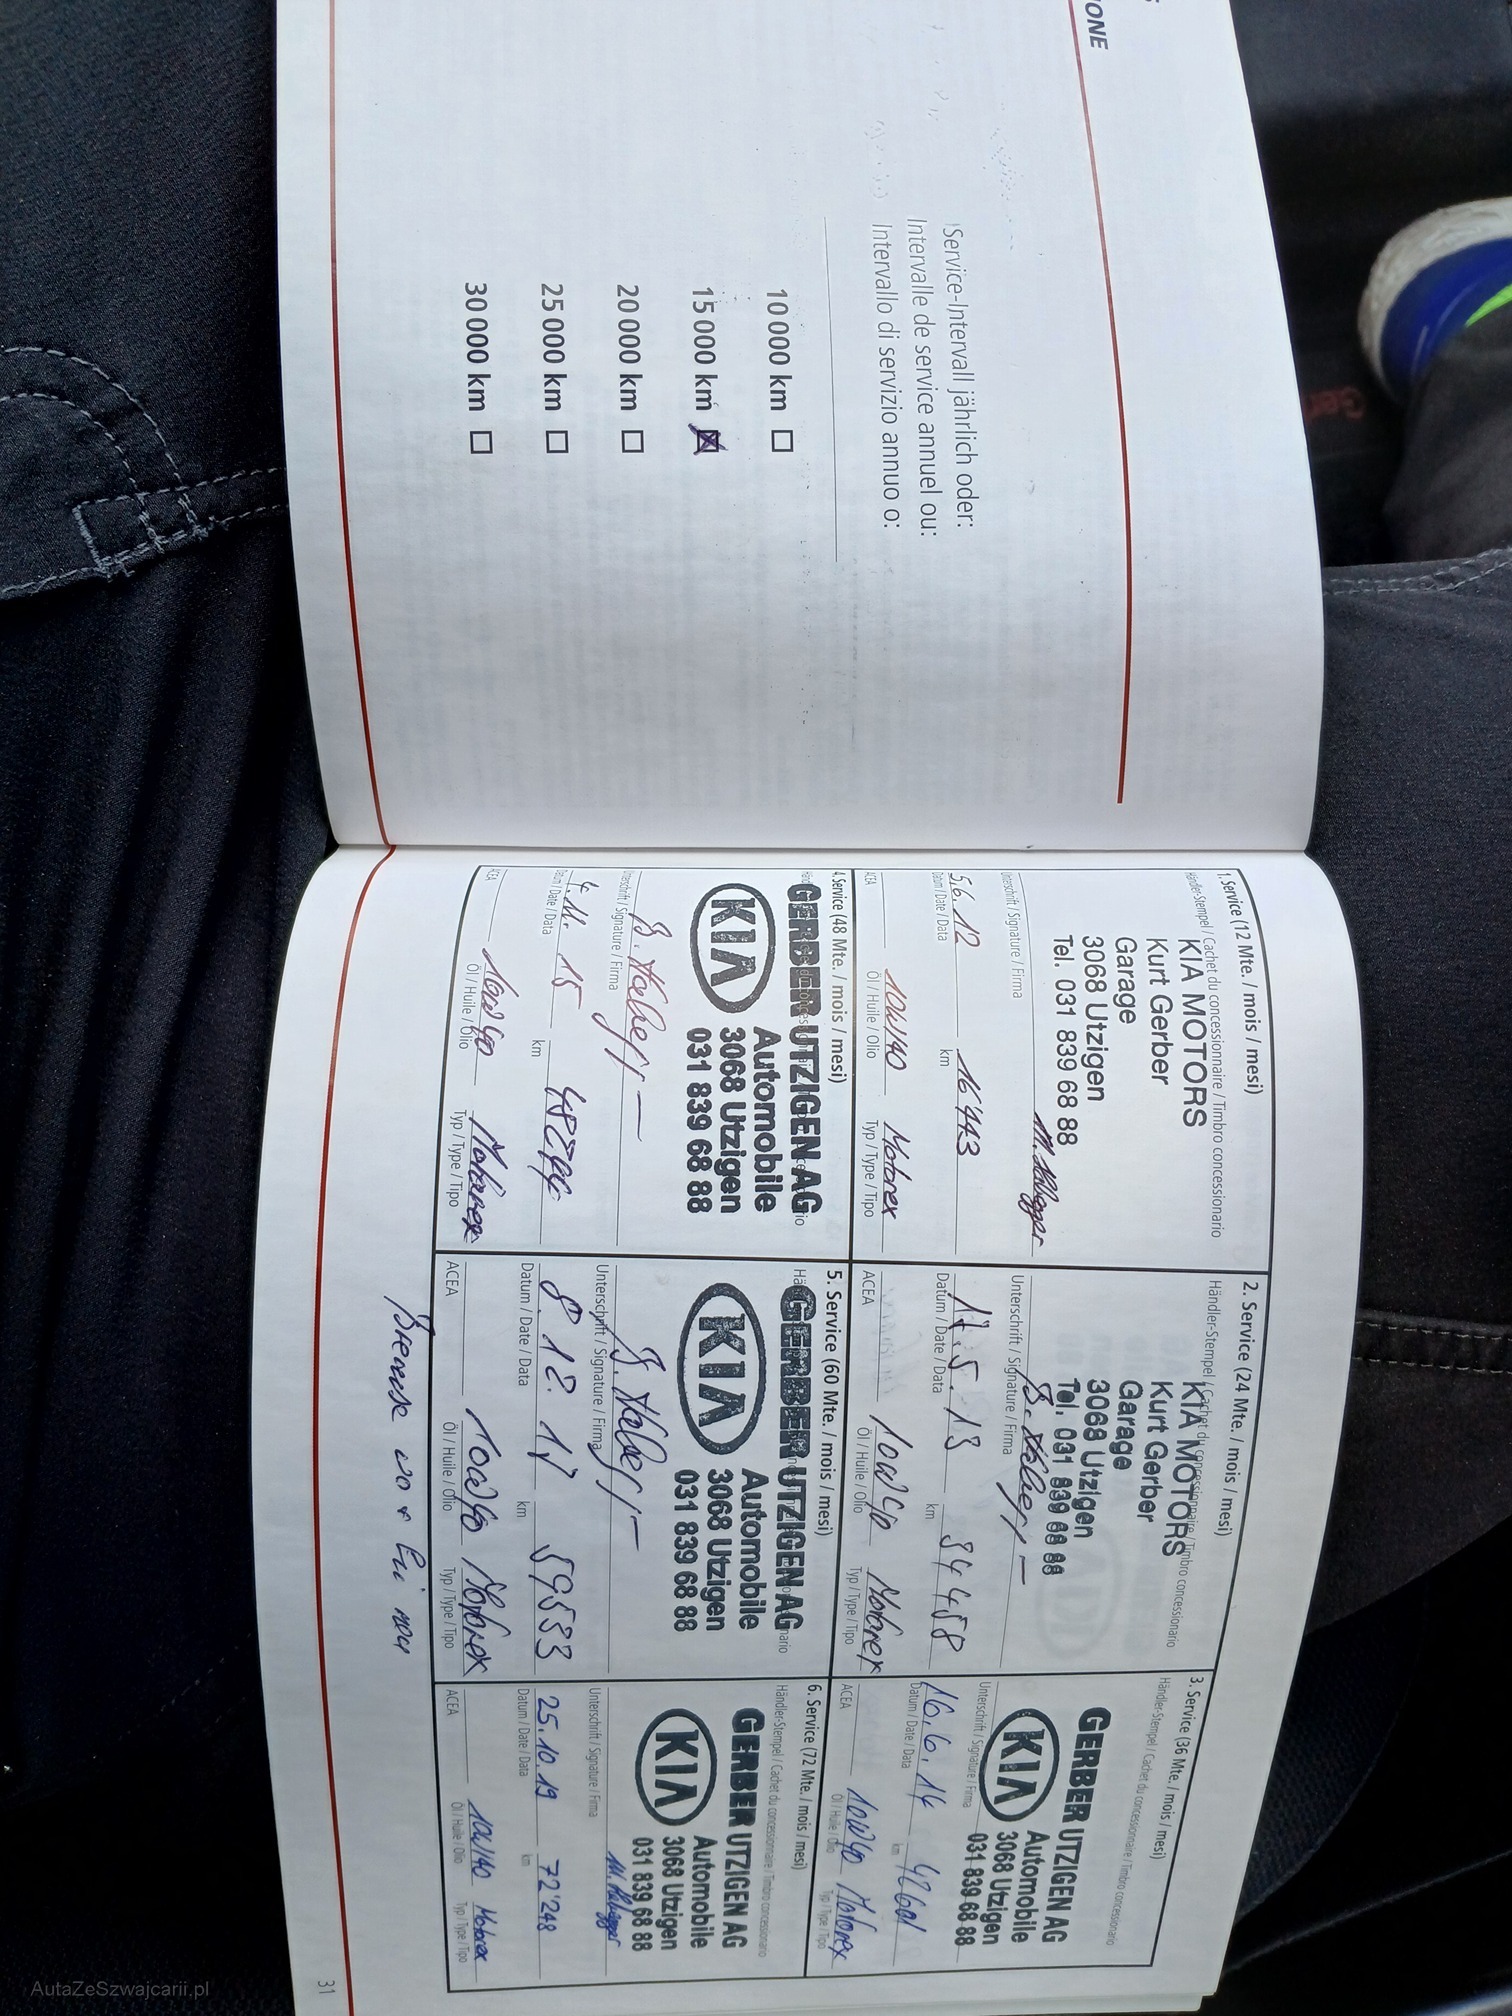 IONE
Service-Intervall jährlich oder:
Intervalle de service annuel ou:
Intervallo di servizio annuo o:
10 000 km ☐
15 000 km ☒
20 000 km ☐
25 000 km ☐
30 000 km ☐
1. Service (12 Mte. / mois / mesi)
Händler-Stempel / Cachet du concessionnaire / Timbro concessionario
KIA MOTORS
Kurt Gerber
Garage
3068 Utzigen
Tel. 031 839 68 88
Unterschrift / Signature / Firma
5.6.12 16'443
Datum / Date / Data km
10W40 Motorex
ACEA Öl / Huile / Olio Typ / Type / Tipo
2. Service (24 Mte. / mois / mesi)
Händler-Stempel / Cachet du concessionnaire / Timbro concessionario
KIA MOTORS
Kurt Gerber
Garage
3068 Utzigen
Tel. 031 839 68 88
Unterschrift / Signature / Firma
17.5.13 34458
Datum / Date / Data km
10W40 Motorex
ACEA Öl / Huile / Olio Typ / Type / Tipo
3. Service (36 Mte. / mois / mesi)
Händler-Stempel / Cachet du concessionnaire / Timbro concessionario
GERBER UTZIGEN AG
KIA Automobile
3068 Utzigen
031 839 68 88
Unterschrift / Signature / Firma
16.6.14
Datum / Date / Data km
10W40 Motorex
ACEA Öl / Huile / Olio Typ / Type / Tipo
4. Service (48 Mte. / mois / mesi)
GERBER UTZIGEN AG
KIA Automobile
3068 Utzigen
031 839 68 88
Unterschrift / Signature / Firma
11.15
Datum / Date / Data km
10W40 Motorex
ACEA Öl / Huile / Olio Typ / Type / Tipo
5. Service (60 Mte. / mois / mesi)
GERBER UTZIGEN AG
KIA Automobile
3068 Utzigen
031 839 68 88
Unterschrift / Signature / Firma
8.12.17 59553
Datum / Date / Data km
10W40 Motorex
ACEA Öl / Huile / Olio Typ / Type / Tipo
6. Service (72 Mte. / mois / mesi)
Händler-Stempel / Cachet du concessionnaire / Timbro concessionario
GERBER UTZIGEN AG
KIA Automobile
3068 Utzigen
031 839 68 88
Unterschrift / Signature / Firma
25.10.19 72'248
Datum / Date / Data km
10W40 Motorex
ACEA Öl / Huile / Olio Typ / Type / Tipo
31
AutaZeSzwajcarii.pl